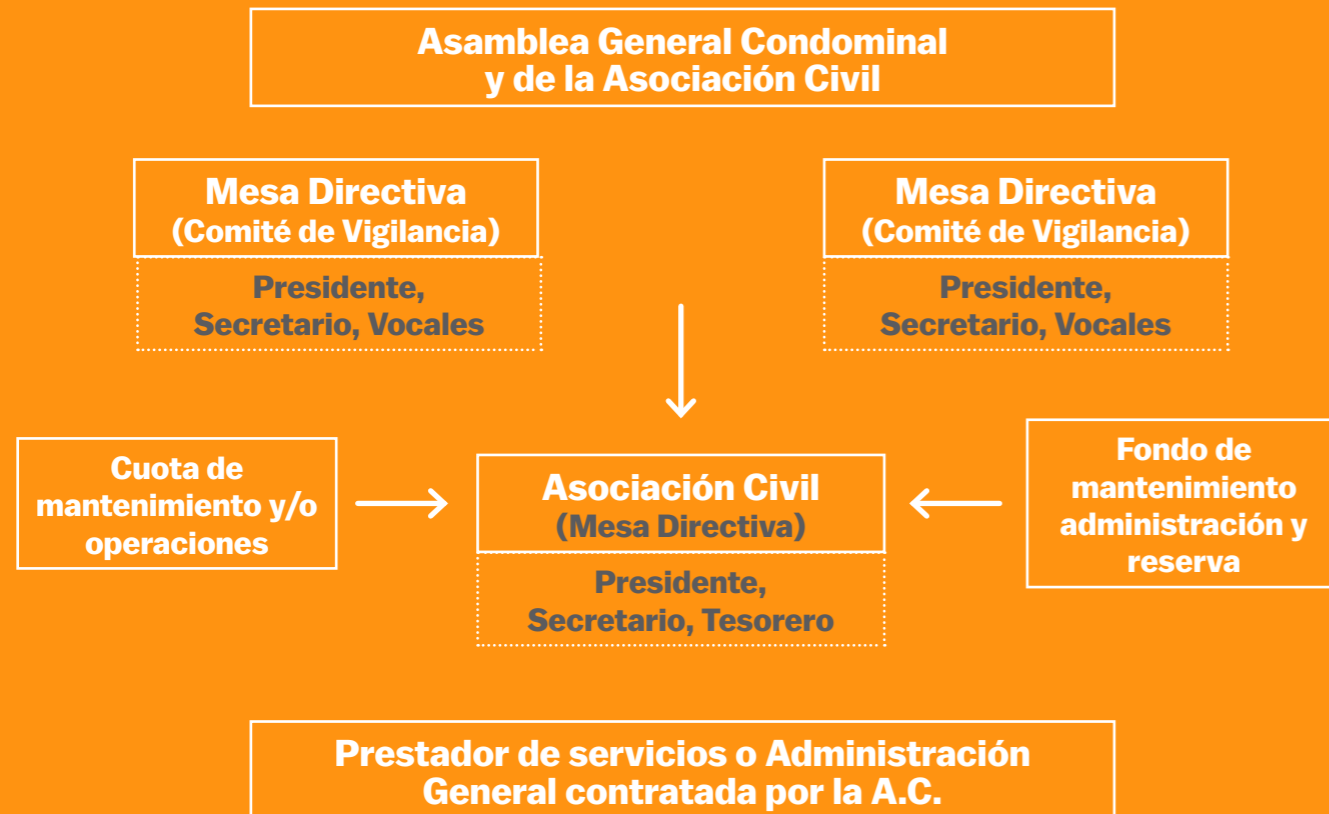 Asamblea General Condominal
y de la Asociación Civil
Mesa Directiva
(Comité de Vigilancia)
Presidente,
Secretario, Vocales
Mesa Directiva
(Comité de Vigilancia)
Presidente,
Secretario, Vocales
Cuota de
mantenimiento y/o
operaciones
Asociación Civil
(Mesa Directiva)
Presidente,
Secretario, Tesorero
Fondo de
mantenimiento
administración y
reserva
Prestador de servicios o Administración
General contratada por la A.C.